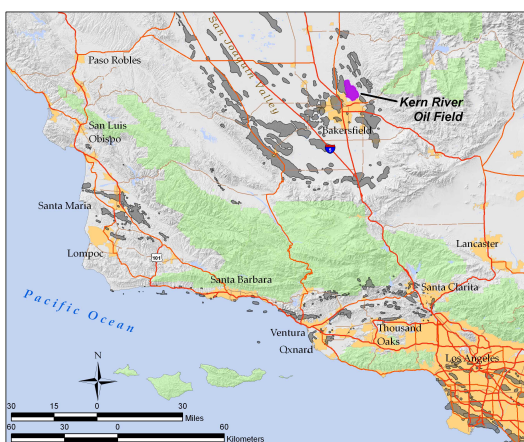 Paso Robles
San Joaquin Valley
Kern River
Oil Field
Bakersfield
5
San Luis
Obispo
Santa Maria
Lompoc
101
Santa Barbara
Lancaster
Santa Clarita
Pacific Ocean
Ventura
Oxnard
Thousand
Oaks
Los Angeles
N
30 15 0 30
Miles
60 30 0 60
Kilometers